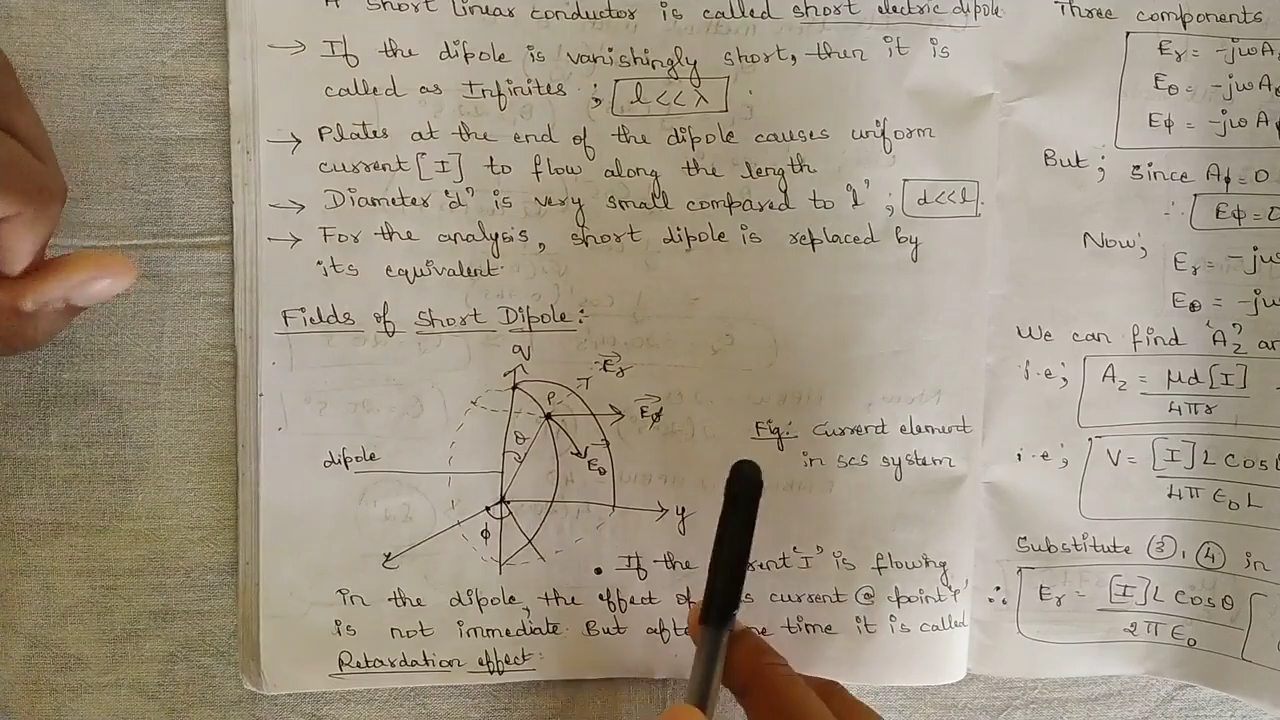 A short linear conductor is called short electric dipole
→ If the dipole is vanishingly short, then it is
called as Infinites ; l<<λ
→ Plates at the end of the dipole causes uniform
current [I] to flow along the length
→ Diameter 'd' is very small compared to 'l' ; d<<l.
→ For the analysis, short dipole is replaced by
its equivalent.
Fields of Short Dipole:
Er
P
Eφ
θ
Eθ
dipole
y
φ
Fig: Current element
in scs system
• If the 'I' is flowing
in the dipole, the effect of current @ point 'P'
is not immediate. But time it is called
Retardation effect:
Three components
Er = -jωA
Eθ = -jωA
Eφ = -jωA
But ; Since Aφ=0
∴ Eφ=
Now;
Er = -jω
Eθ = -jω
We can find 'Az'
i.e; Az = μd[I] / 4πr
i.e; V = [I] L Cos / 4π ε0 L
Substitute ③, ④ in
∴ Er = [I]L cosθ / 2π ε0